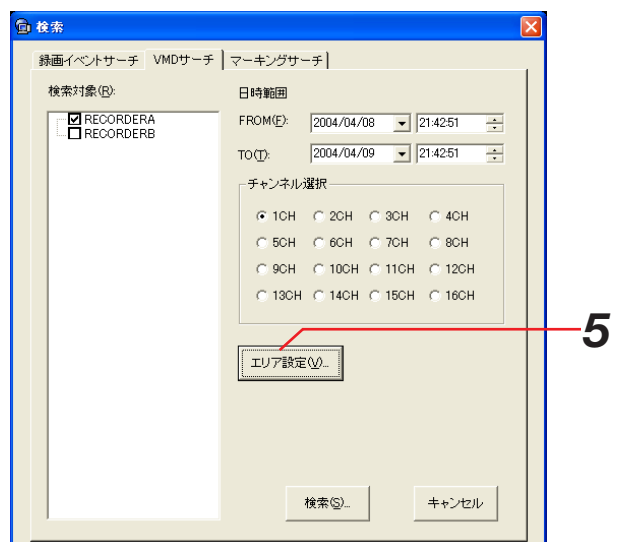 検索
録画イベントサーチ VMDサーチ マーキングサーチ
検索対象(R):
RECORDERA
RECORDERB
日時範囲
FROM(F): 2004/04/08 21:42:51
TO(T): 2004/04/09 21:42:51
チャンネル選択
1CH 2CH 3CH 4CH
5CH 6CH 7CH 8CH
9CH 10CH 11CH 12CH
13CH 14CH 15CH 16CH
エリア設定(V)...
5
検索(S)...
キャンセル